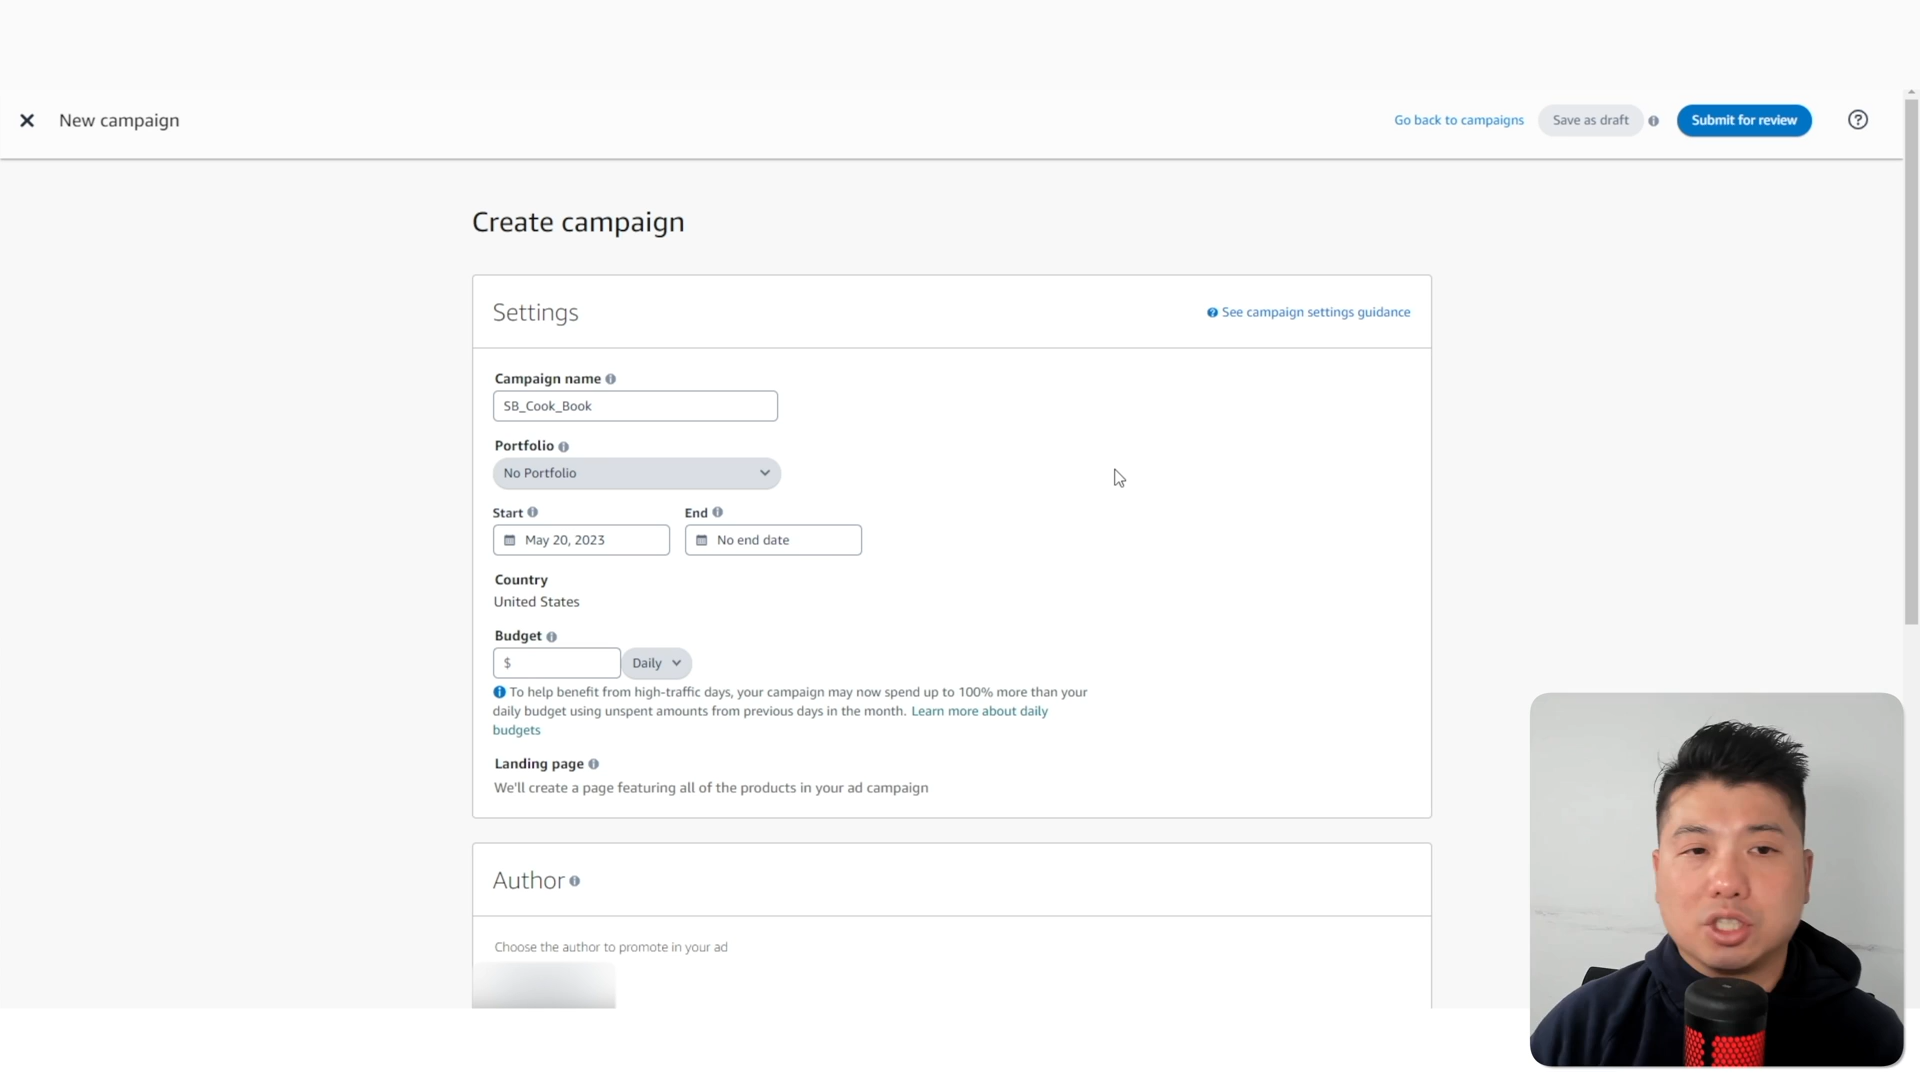 New campaign
Go back to campaigns
Save as draft
Submit for review
Create campaign
Settings
See campaign settings guidance
Campaign name
SB_Cook_Book
Portfolio
No Portfolio
Start
End
May 20, 2023
No end date
Country
United States
Budget
$
Daily
To help benefit from high-traffic days, your campaign may now spend up to 100% more than your
daily budget using unspent amounts from previous days in the month. Learn more about daily
budgets
Landing page
We'll create a page featuring all of the products in your ad campaign
Author
Choose the author to promote in your ad